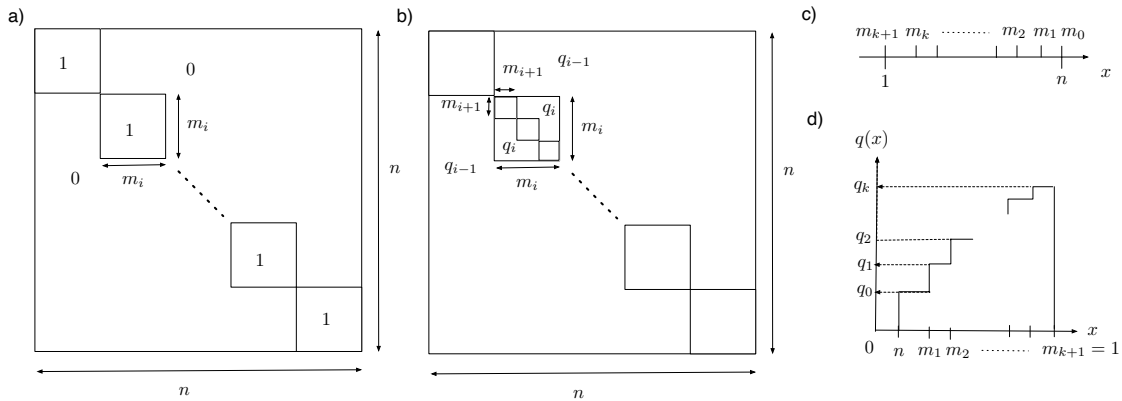 a)
1
0
1
m_i
0
m_i
1
1
n
n
b)
q_{i-1}
m_{i+1}
m_{i+1}
q_i
m_i
q_i
q_{i-1}
m_i
n
n
c)
m_{k+1} m_k ........ m_2 m_1 m_0
1 n x
d)
q(x)
q_k
q_2
q_1
q_0
x
0 n m_1 m_2 ........ m_{k+1} = 1